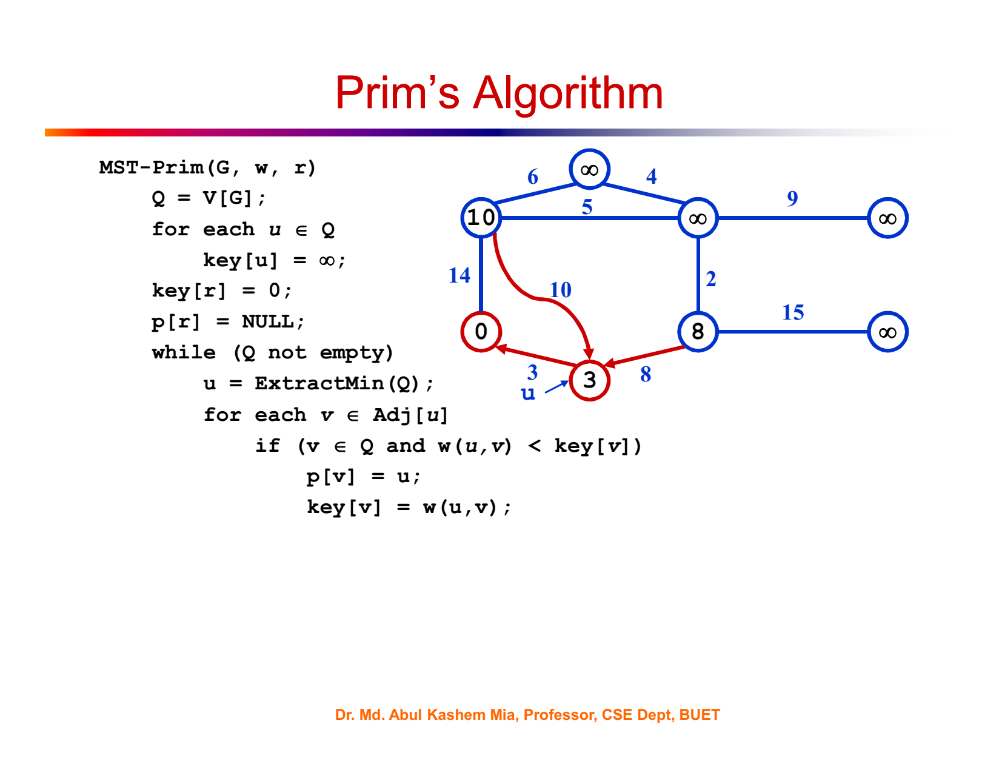 Prim’s Algorithm
MST-Prim(G, w, r)
Q = V[G];
for each u ∈ Q
key[u] = ∞;
key[r] = 0;
p[r] = NULL;
while (Q not empty)
u = ExtractMin(Q);
for each v ∈ Adj[u]
if (v ∈ Q and w(u,v) < key[v])
p[v] = u;
key[v] = w(u,v);
∞
6
4
10
5
∞
9
∞
14
10
2
15
0
8
∞
3
8
u
3
Dr. Md. Abul Kashem Mia, Professor, CSE Dept, BUET